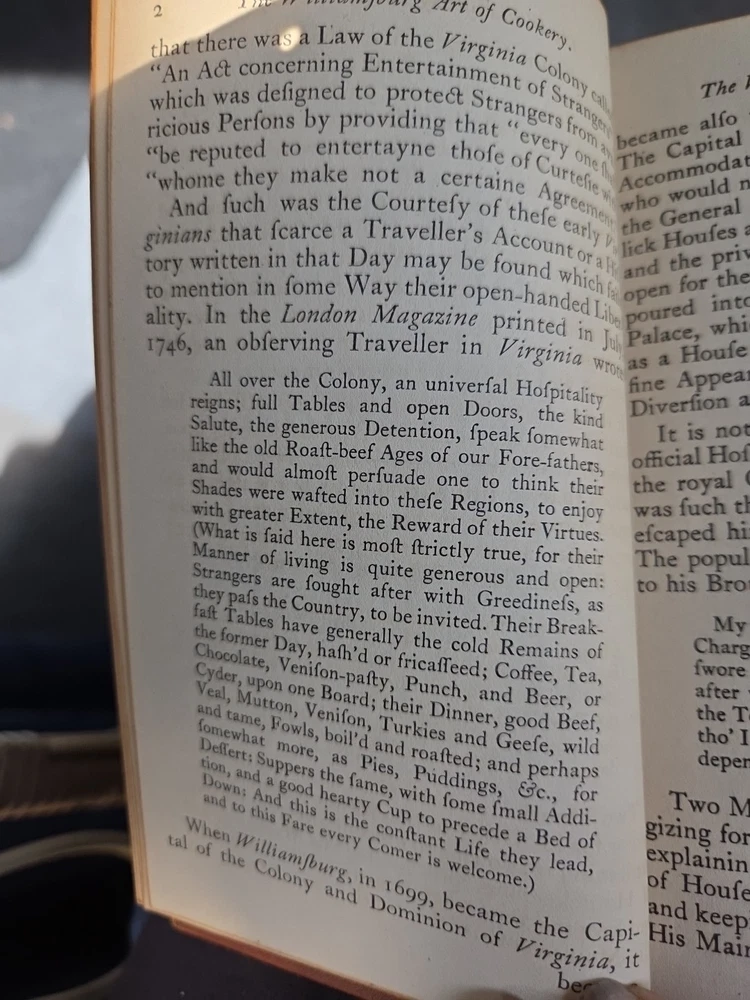 2 The Williamſburg Art of Cookery.
that there was a Law of the Virginia Colony
“An Act concerning Entertainment of Strangers
which was deſigned to protect Strangers from
ricious Perſons by providing that “every one
“be reputed to entertayne thoſe of Curteſie
“whome they make not a certaine
And ſuch was the Courteſy of theſe early
ginians that ſcarce a Traveller’s Account or a
tory written in that Day may be found which
to mention in ſome Way their open-handed
ality. In the London Magazine printed in
1746, an obſerving Traveller in Virginia
All over the Colony, an univerſal Hoſpitality
reigns; full Tables and open Doors, the kind
Salute, the generous Detention, ſpeak ſomewhat
like the old Roaſt-beef Ages of our Fore-fathers,
and would almoſt perſuade one to think their
Shades were wafted into theſe Regions, to enjoy
with greater Extent, the Reward of their Virtues.
(What is ſaid here is moſt ſtrictly true, for their
Manner of living is quite generous and open:
Strangers are ſought after with Greedineſs, as
they paſs the Country, to be invited. Their Break-
faſt Tables have generally the cold Remains of
the former Day, haſh’d or fricaſſeed; Coffee, Tea,
Chocolate, Veniſon-paſty, Punch, and Beer, or
Cyder, upon one Board; their Dinner, good Beef,
Veal, Mutton, Veniſon, Turkies and Geeſe, wild
and tame, Fowls, boil’d and roaſted; and perhaps
ſomewhat more, as Pies, Puddings, &c., for
Deſſert: Suppers the ſame, with ſome ſmall Addi-
tion, and a good hearty Cup to precede a Bed of
Down: And this is the conſtant Life they lead,
and to this Fare every Comer is welcome.)
When Williamſburg, in 1699, became the Capi-
tal of the Colony and Dominion of Virginia, it
The
became alſo
The Capital
who would
the General
lick Houſes
and the
open for the
poured into
Palace,
as a Houſe
fine
Diverſion
It is not
official
the royal
was ſuch
eſcaped
The
to his
My
ſwore
after
the
tho’ I
Two
gizing for
of
and keep
His